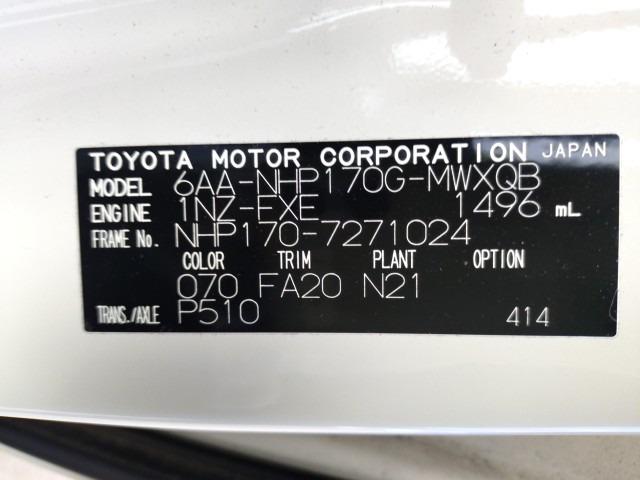 TOYOTA MOTOR CORPORATION JAPAN
MODEL 6AA-NHP170G-MWXQB
ENGINE 1NZ-EXE 1496 mL
FRAME No. NHP170-7271024
COLOR TRIM PLANT OPTION
070 FA20 N21
TRANS./AXLE P510 414